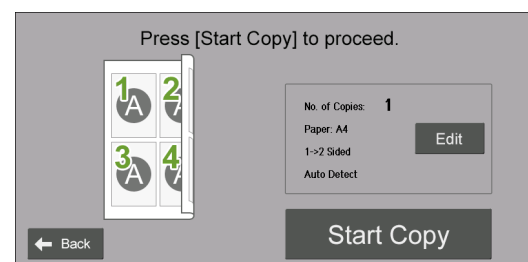 Press [Start Copy] to proceed.
1 2
A A
3 4
A A
No. of Copies: 1
Paper: A4
1->2 Sided
Auto Detect
Edit
Back
Start Copy